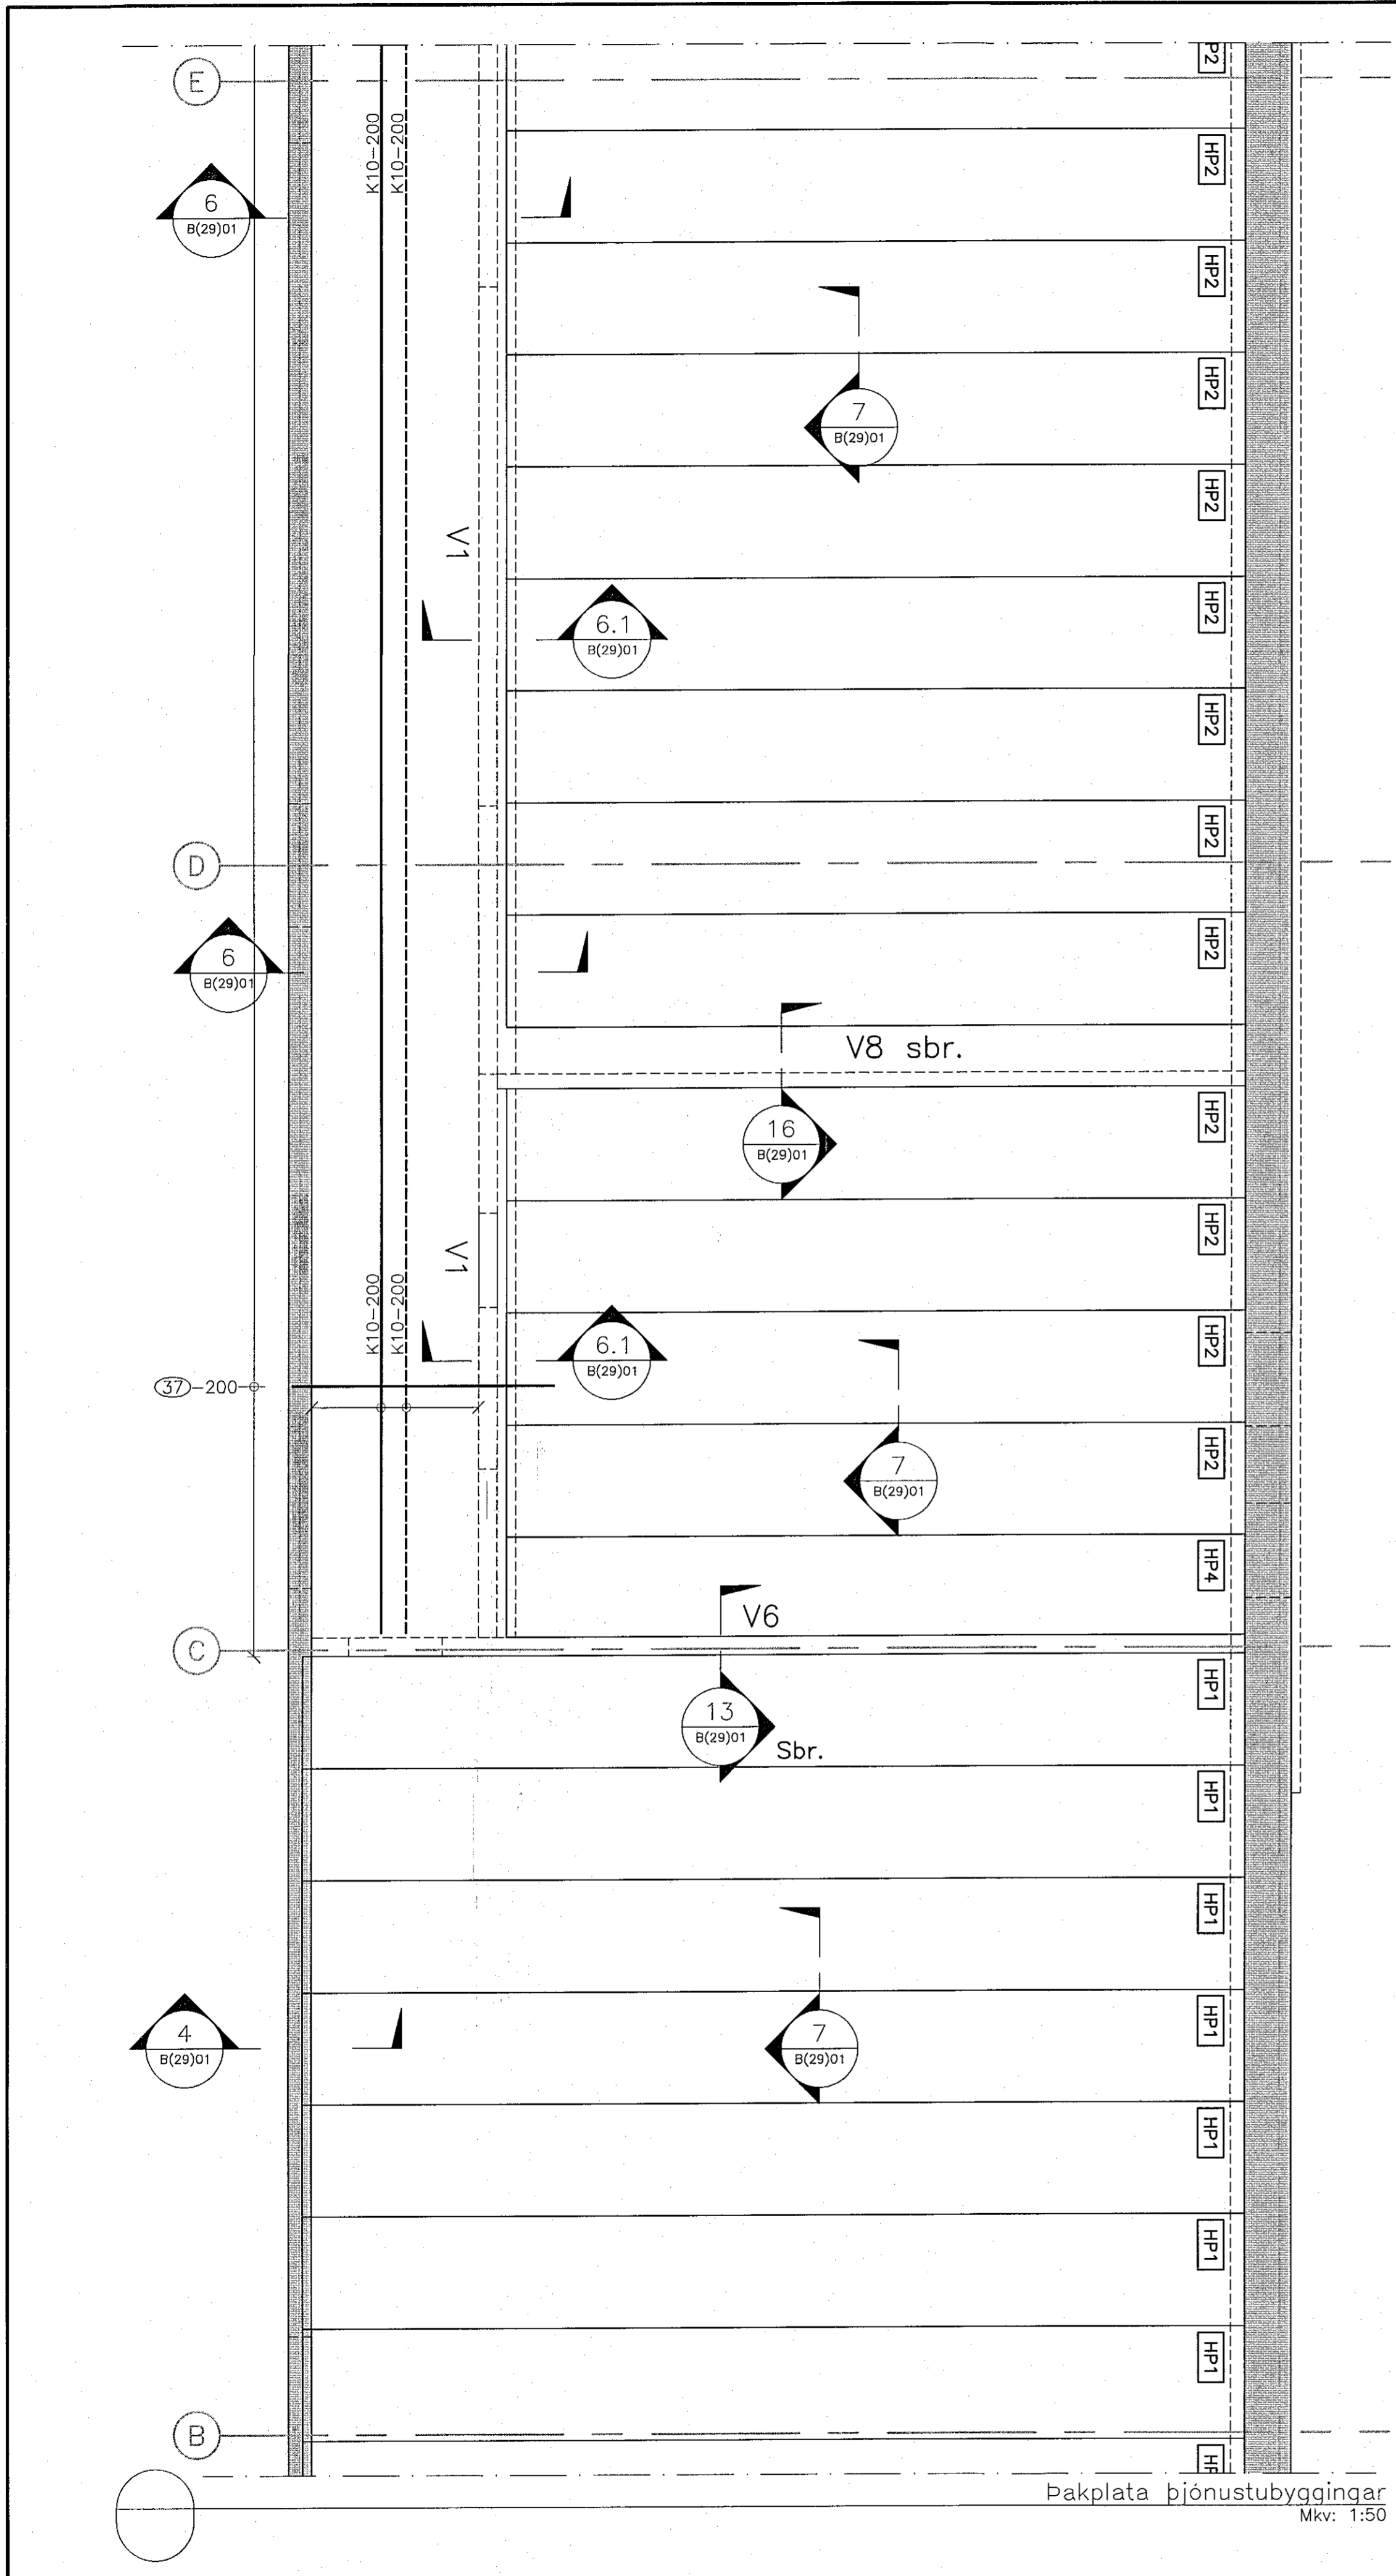 P2
E
K10-200
K10-200
HP2
6
B(29)01
HP2
HP2
7
B(29)01
HP2
V1
HP2
6.1
B(29)01
HP2
HP2
D
HP2
6
B(29)01
V8 sbr.
HP2
16
B(29)01
HP2
V1
K10-200
K10-200
HP2
6.1
B(29)01
37-200
HP2
7
B(29)01
HP4
V6
C
HP1
13
B(29)01
Sbr.
HP1
HP1
HP1
4
B(29)01
7
B(29)01
HP1
HP1
HP1
B
Þakplata þjónustubyggingar
Mkv: 1:50